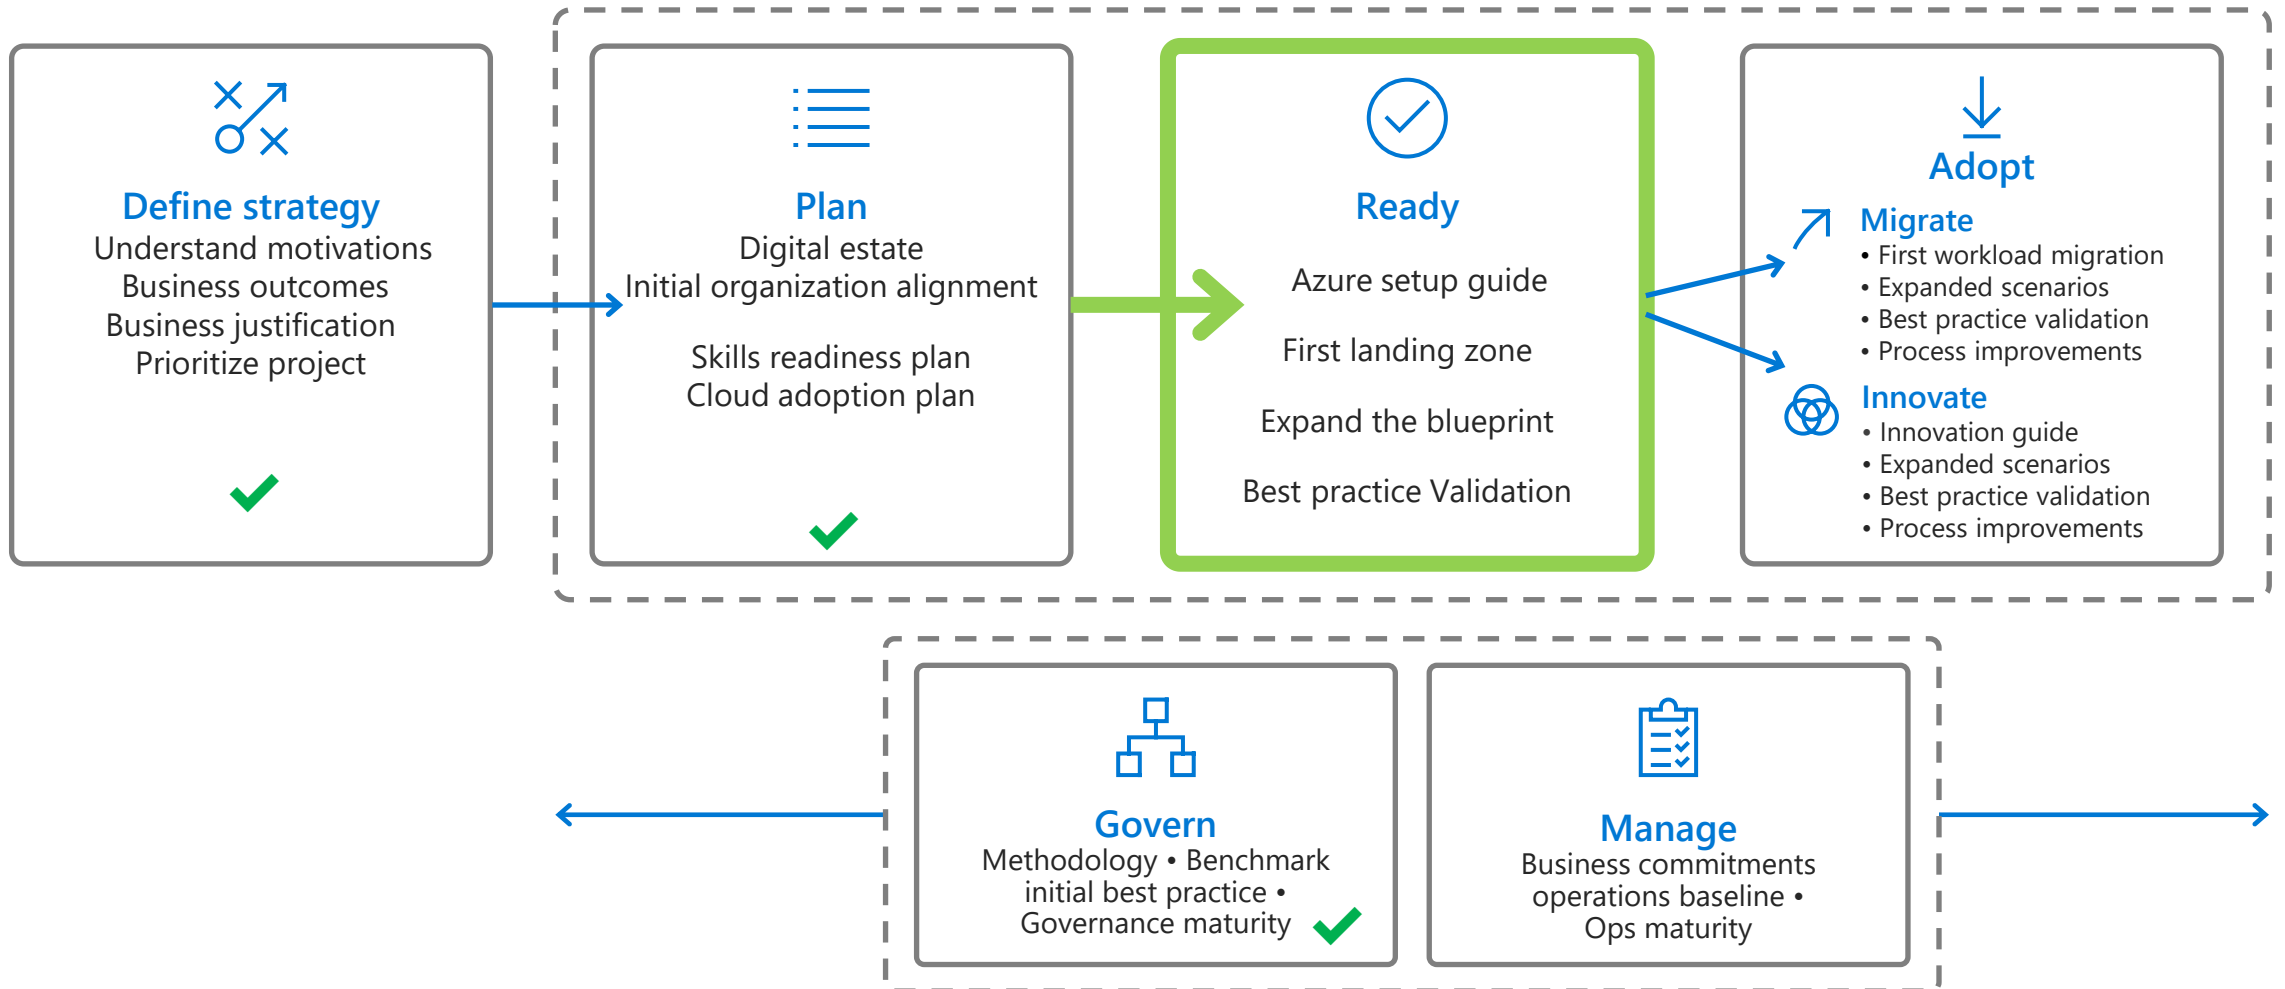 Define strategy
Understand motivations
Business outcomes
Business justification
Prioritize project
Plan
Digital estate
Initial organization alignment
Skills readiness plan
Cloud adoption plan
Ready
Azure setup guide
First landing zone
Expand the blueprint
Best practice Validation
Adopt
Migrate
• First workload migration
• Expanded scenarios
• Best practice validation
• Process improvements
Innovate
• Innovation guide
• Expanded scenarios
• Best practice validation
• Process improvements
Govern
Methodology • Benchmark
initial best practice •
Governance maturity
Manage
Business commitments
operations baseline •
Ops maturity